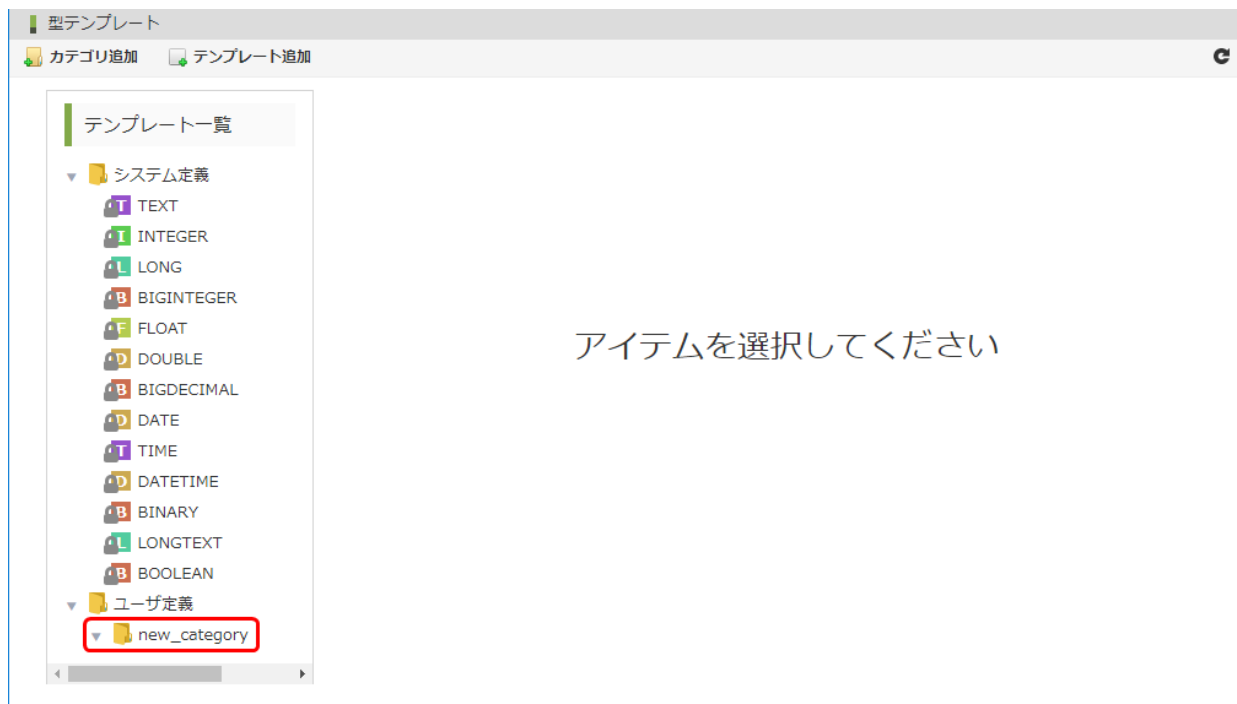 型テンプレート
カテゴリ追加 テンプレート追加
テンプレート一覧
システム定義
T TEXT
I INTEGER
L LONG
B BIGINTEGER
F FLOAT
D DOUBLE
B BIGDECIMAL
D DATE
T TIME
D DATETIME
B BINARY
L LONGTEXT
B BOOLEAN
ユーザ定義
new_category
アイテムを選択してください